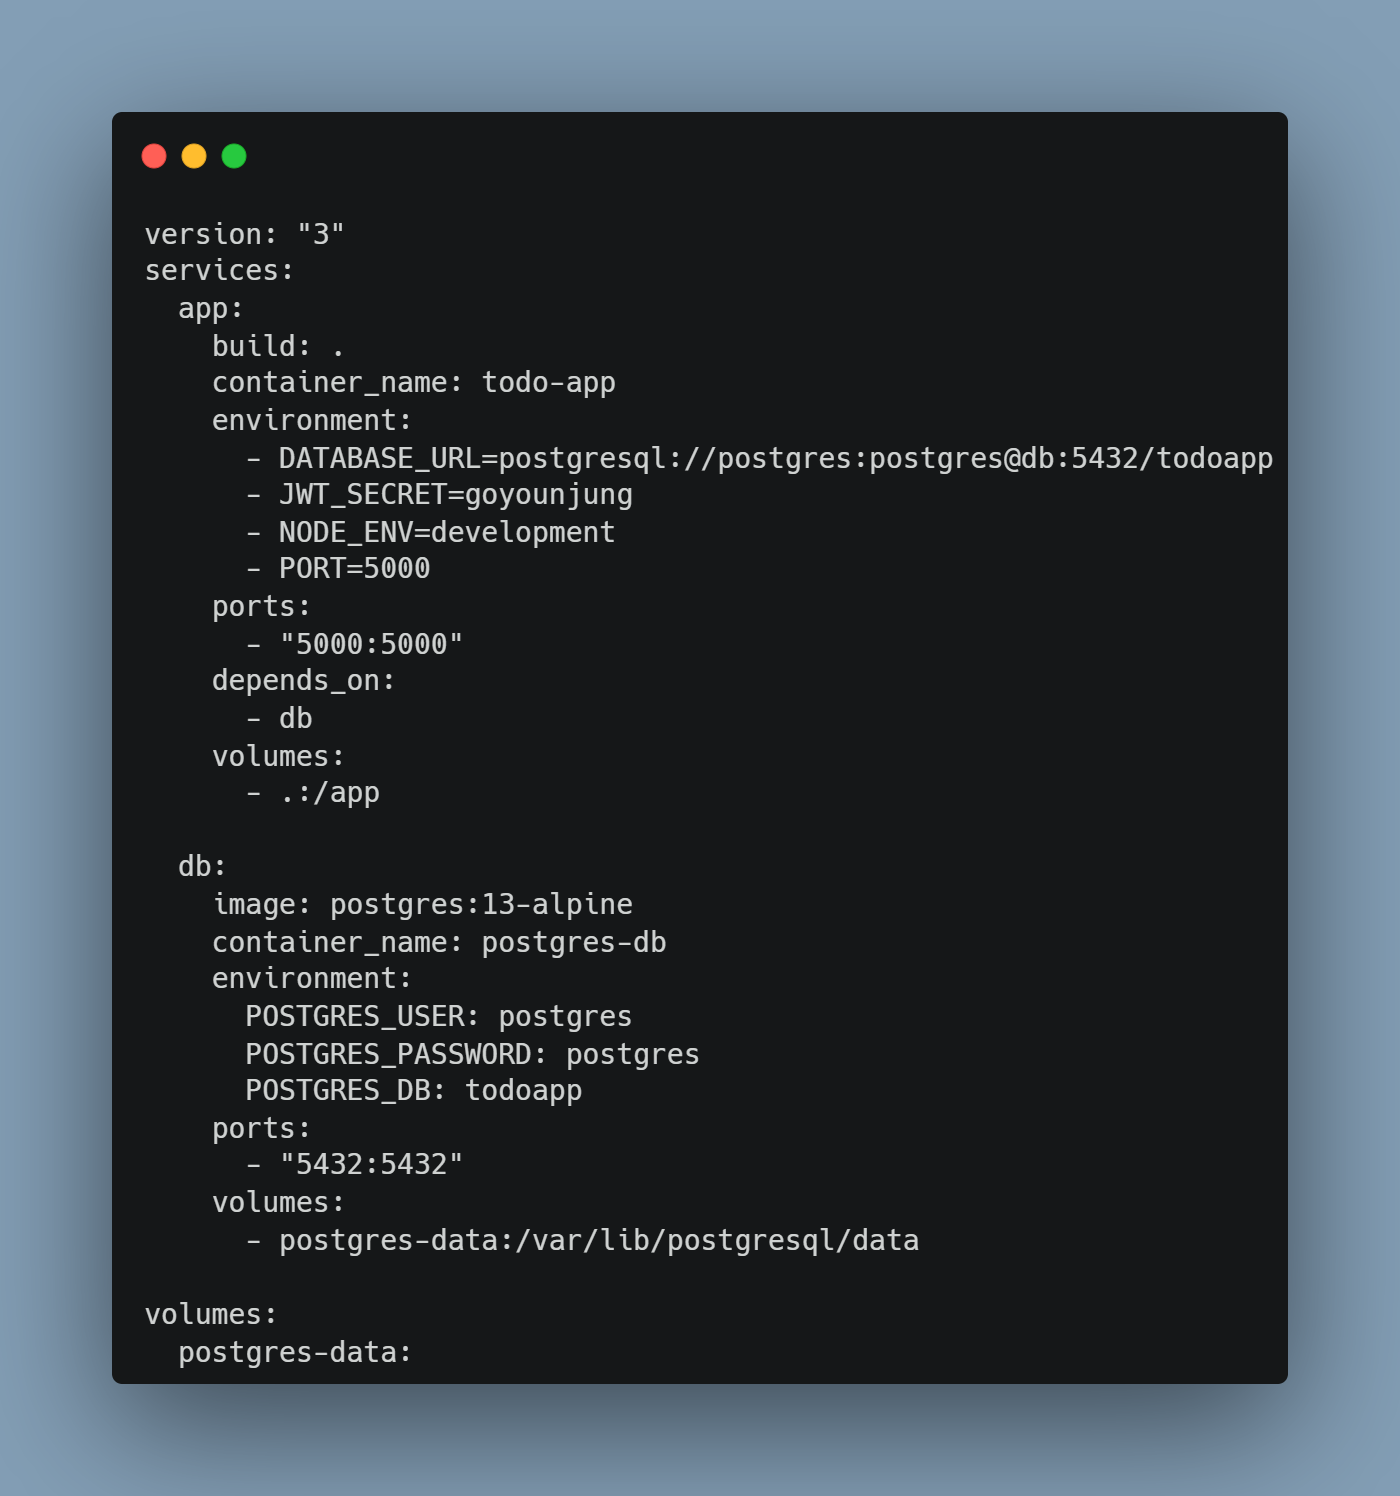 version: "3"
services:
  app:
    build: .
    container_name: todo-app
    environment:
      - DATABASE_URL=postgresql://postgres:postgres@db:5432/todoapp
      - JWT_SECRET=goyounjung
      - NODE_ENV=development
      - PORT=5000
    ports:
      - "5000:5000"
    depends_on:
      - db
    volumes:
      - .:/app

  db:
    image: postgres:13-alpine
    container_name: postgres-db
    environment:
      POSTGRES_USER: postgres
      POSTGRES_PASSWORD: postgres
      POSTGRES_DB: todoapp
    ports:
      - "5432:5432"
    volumes:
      - postgres-data:/var/lib/postgresql/data

volumes:
  postgres-data: